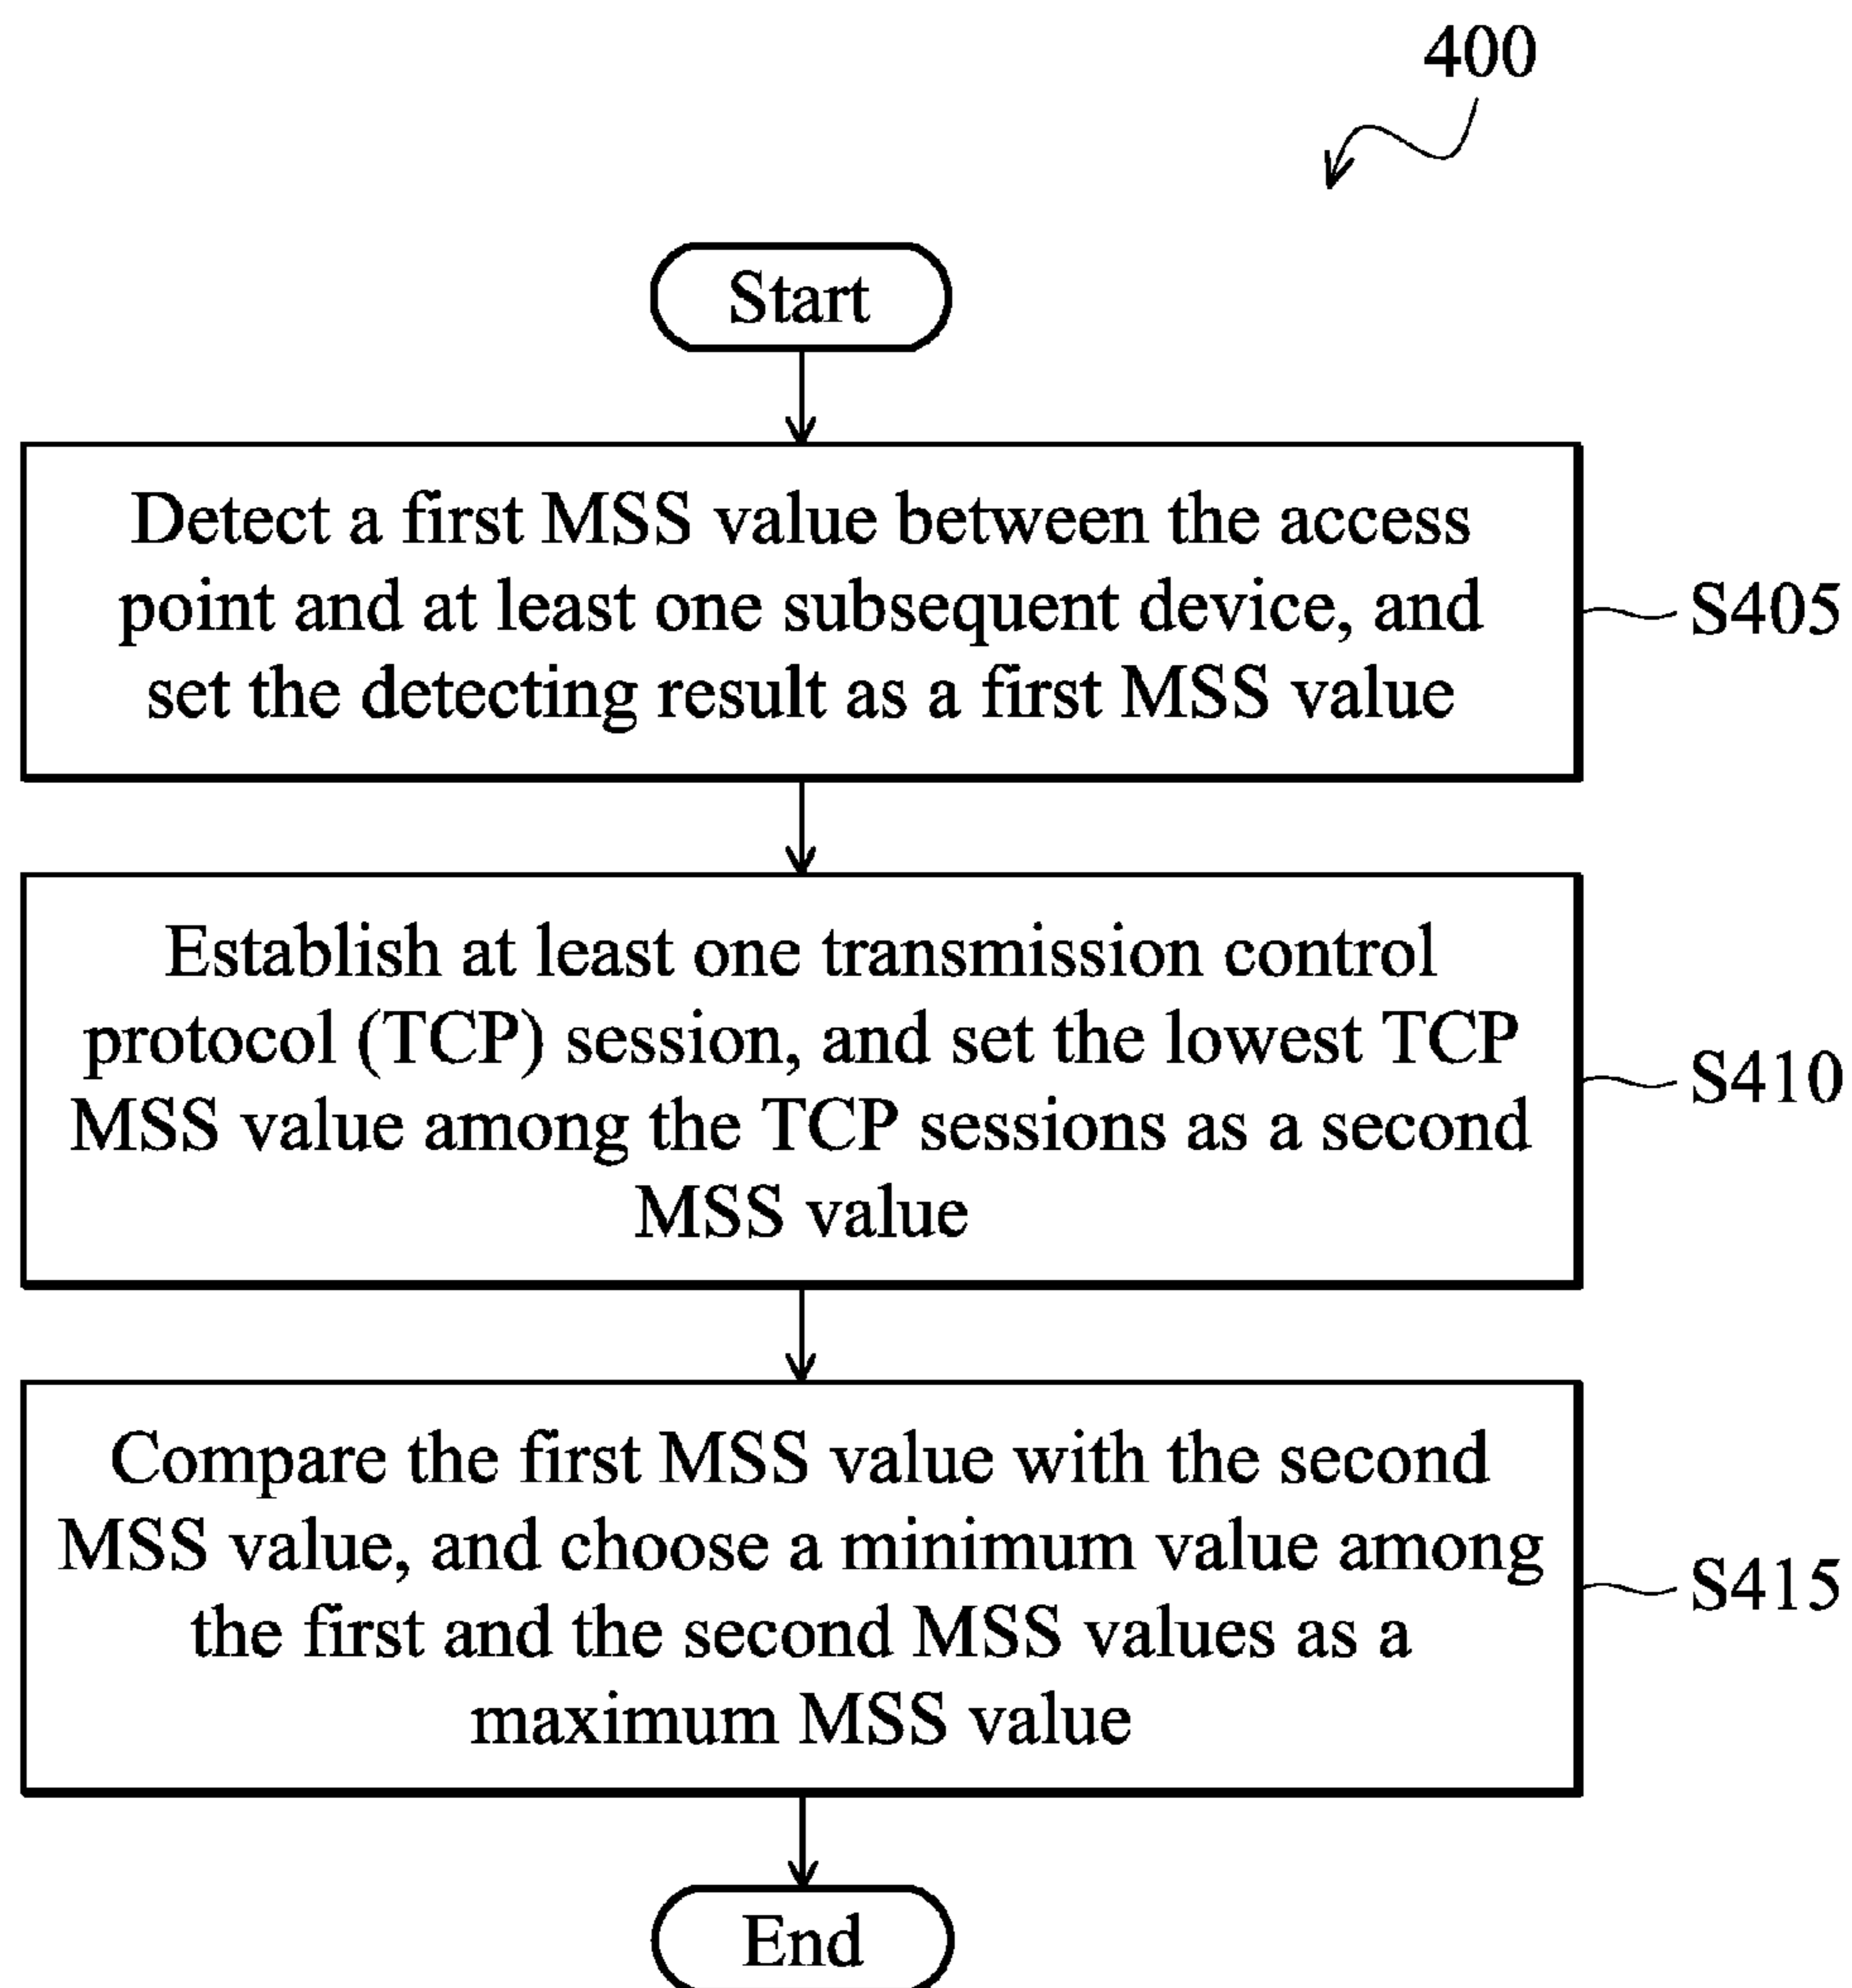 400
Start
Detect a first MSS value between the access
point and at least one subsequent device, and
set the detecting result as a first MSS value
S405
Establish at least one transmission control
protocol (TCP) session, and set the lowest TCP
MSS value among the TCP sessions as a second
MSS value
S410
Compare the first MSS value with the second
MSS value, and choose a minimum value among
the first and the second MSS values as a
maximum MSS value
S415
End